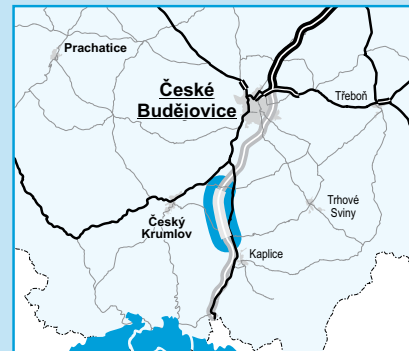 Prachatice
České
Budějovice
Třeboň
Český
Krumlov
Trhové
Sviny
Kaplice